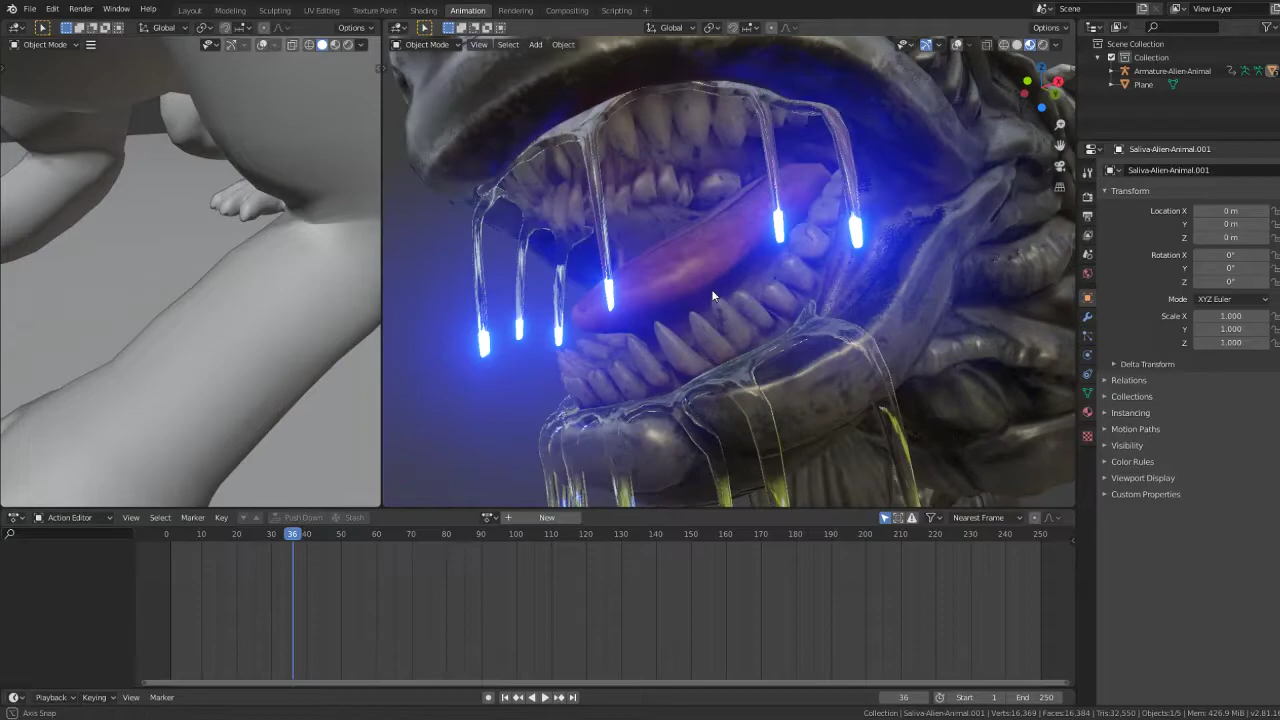 File Edit Render Window Help Layout Modeling Sculpting UV Editing Texture Paint Shading Animation Rendering Compositing Scripting + Scene View Layer
Global Options Global Options
Object Mode Object Mode View Select Add Object
Scene Collection
Collection
Armature-Alien-Animal
Plane
Saliva-Alien-Animal.001
Saliva-Alien-Animal.001
Transform
Location X 0 m
Y 0 m
Z 0 m
Rotation X 0°
Y 0°
Z 0°
Mode XYZ Euler
Scale X 1.000
Y 1.000
Z 1.000
Delta Transform
Relations
Collections
Instancing
Motion Paths
Visibility
Color Rules
Viewport Display
Custom Properties
Action Editor View Select Marker Key Push Down Stash + New Nearest Frame
0 10 20 30 36 40 50 60 70 80 90 100 110 120 130 140 150 160 170 180 190 200 210 220 230 240 250
Playback Keying View Marker 36 Start 1 End 250
Axis Snap Collection | Saliva-Alien-Animal.001 | Verts:16,369 | Faces:16,384 | Tris:32,550 | Objects:1/5 | Mem: 426.9 MiB | v2.81.16